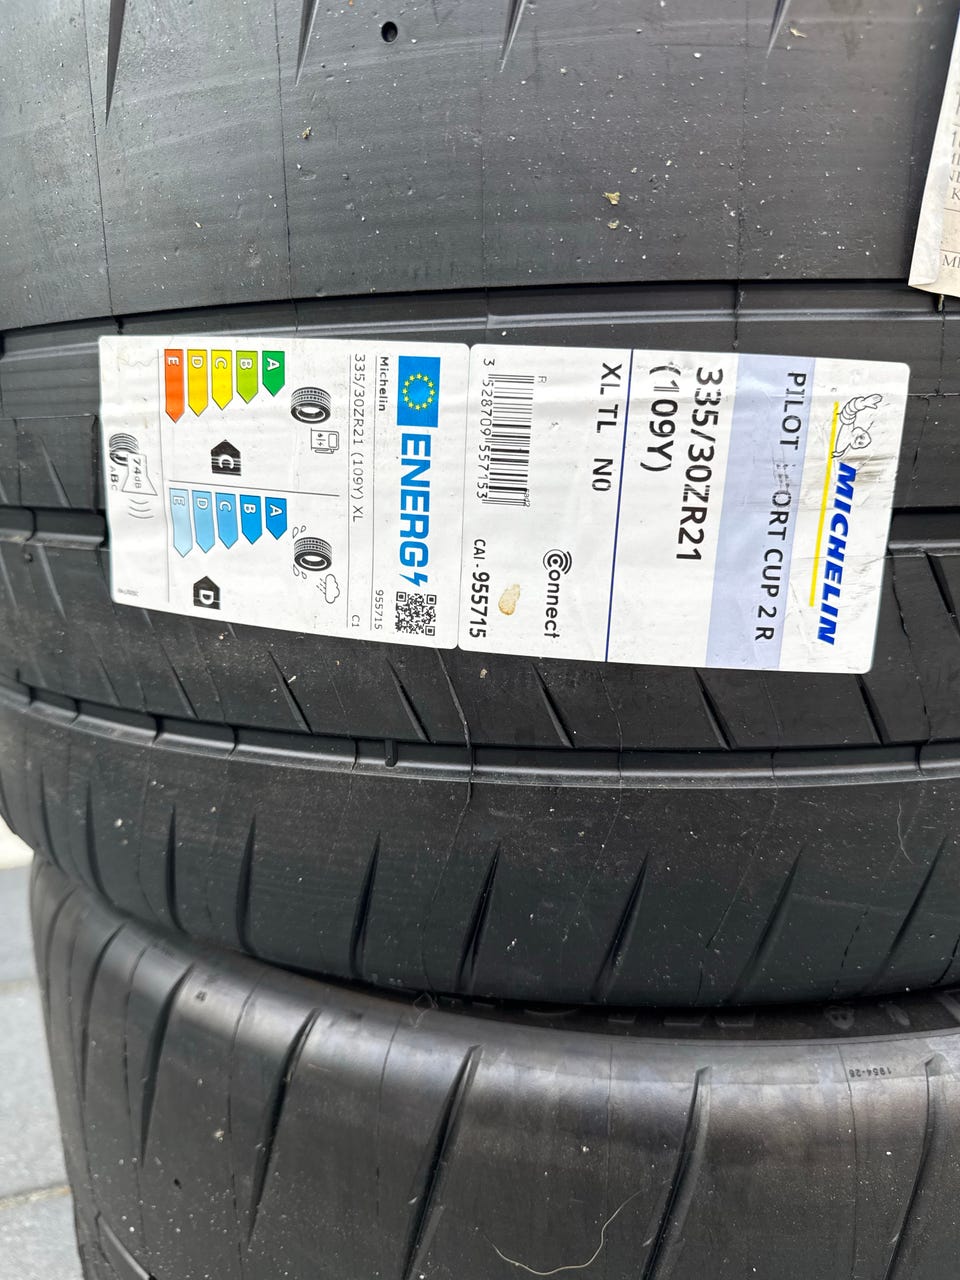 MICHELIN
PILOT SPORT CUP 2 R
335/30ZR21
(109Y)
XL TL N0
Connect
R
3 528709 557153
CAI - 955715
ENERG
Michelin
955715
335/30ZR21 (109Y) XL
C1
A
B
C
D
E
C
A
B
C
D
E
D
74dB
ABC
1954-28